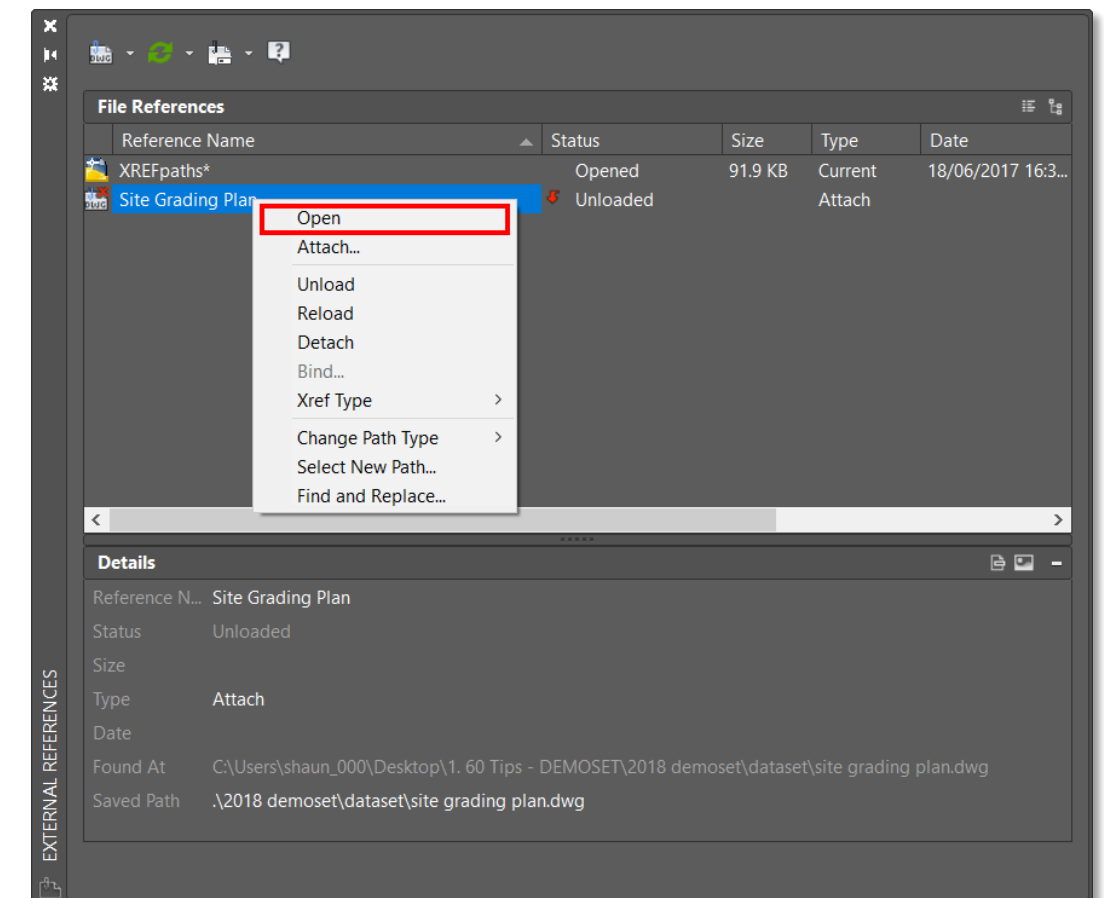 DWG
File References
Reference Name Status Size Type Date
XREFpaths* Opened 91.9 KB Current 18/06/2017 16:3...
DWG Site Grading Plan Unloaded Attach
Open
Attach...
Unload
Reload
Detach
Bind...
Xref Type
Change Path Type
Select New Path...
Find and Replace...
Details
Reference N... Site Grading Plan
Status Unloaded
Size
Type Attach
Date
Found At C:\Users\shaun_000\Desktop\1. 60 Tips - DEMOSET\2018 demoset\dataset\site grading plan.dwg
Saved Path .\2018 demoset\dataset\site grading plan.dwg
EXTERNAL REFERENCES